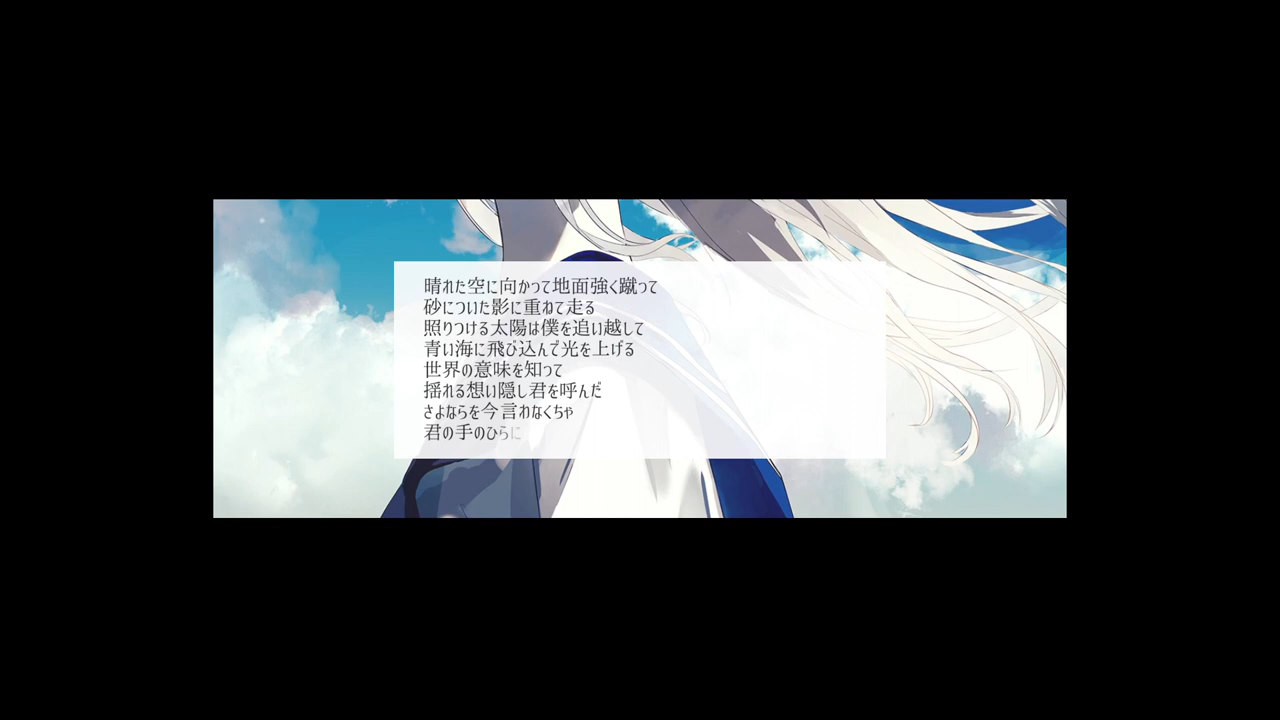 晴れた空に向かって地面強く蹴って
砂についた影に重ねて走る
照りつける太陽は僕を追い越して
青い海に飛び込んで光を上げる
世界の意味を知って
揺れる想い隠し君を呼んだ
さよならを今言わなくちゃ
君の手のひらに